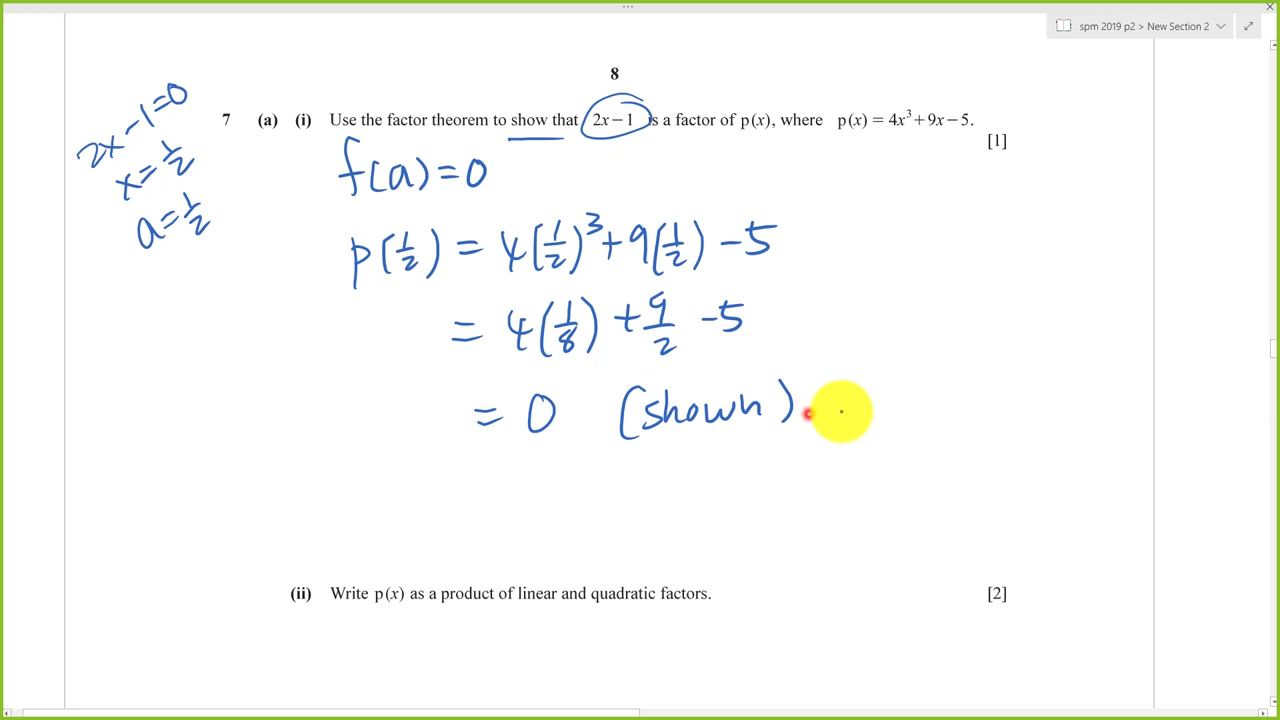 spm 2019 p2 > New Section 2
8
7 (a) (i) Use the factor theorem to show that 2x − 1 is a factor of p(x), where p(x) = 4x³ + 9x − 5.
[1]
2x − 1 = 0
x = 1/2
a = 1/2
f(a) = 0
p(1/2) = 4(1/2)³ + 9(1/2) − 5
= 4(1/8) + 9/2 − 5
= 0 (shown).
(ii) Write p(x) as a product of linear and quadratic factors. [2]